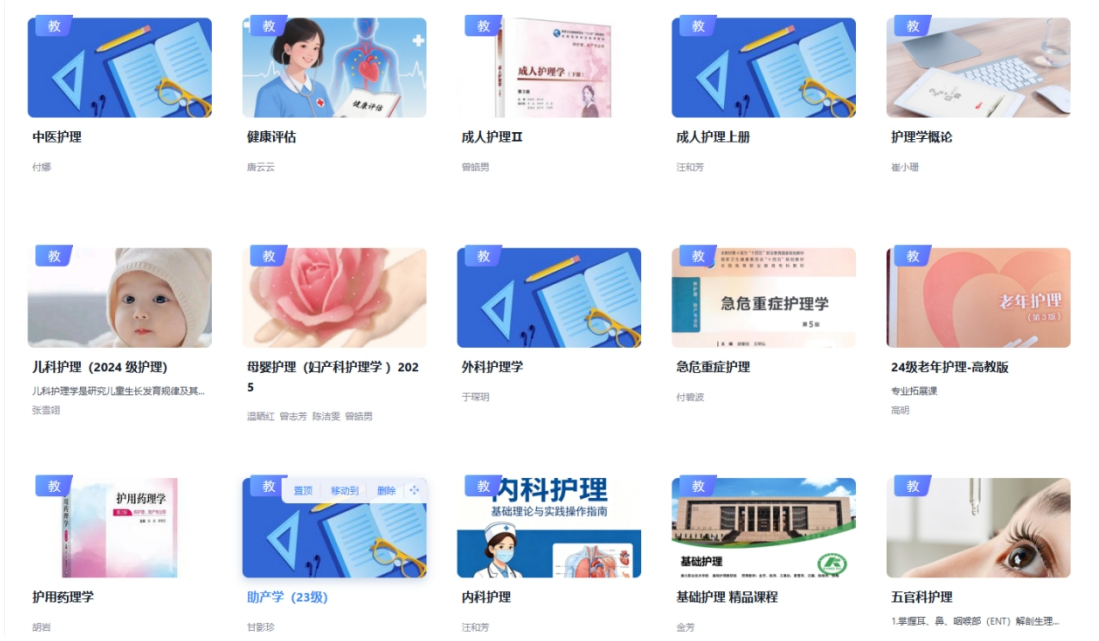 教
教
教
教
教
健康评估
成人护理学（下册）
第3版
中医护理
健康评估
成人护理II
成人护理上册
护理学概论
付娜
唐云云
曾皓男
汪和芳
崔小珊
教
教
教
教
教
急危重症护理学
第5版
老年护理
（第3版）
儿科护理（2024 级护理）
母婴护理（妇产科护理学 ）202
5
外科护理学
急危重症护理
24级老年护理-高教版
儿科护理学是研究儿童生长发育规律及其...
专业拓展课
张雪翊
温晒红 曾志芳 陈洁雯 曾皓男
于琛玥
付毓波
高明
教
教
置顶 移动到 删除
教
教
教
护用药理学
内科护理
基础理论与实践操作指南
基础护理
护用药理学
助产学（23级）
内科护理
基础护理 精品课程
五官科护理
胡岩
甘影珍
汪和芳
金芳
1.掌握耳、鼻、咽喉部（ENT）解剖生理...